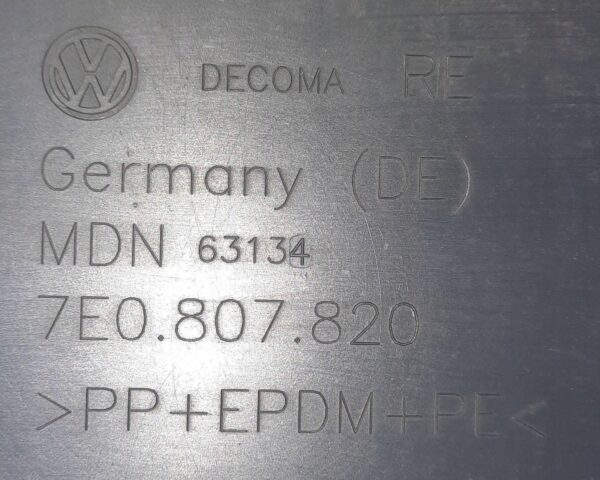 DECOMA RE
Germany (DE)
MDN 63134
7E0.807.820
>PP+EPDM+PE<